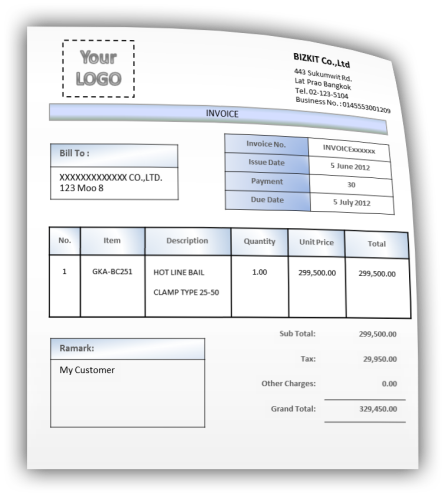 Your
LOGO
BIZKIT Co.,Ltd
443 Sukumwit Rd.
Lat Prao Bangkok
Tel. 02-123-5104
Business No. : 0145553001209
INVOICE
Bill To :
XXXXXXXXXXXXX CO.,LTD.
123 Moo 8
Invoice No. INVOICExxxxxx
Issue Date 5 June 2012
Payment 30
Due Date 5 July 2012
No. Item Description Quantity Unit Price Total
1 GKA-BC251 HOT LINE BAIL 1.00 299,500.00 299,500.00
CLAMP TYPE 25-50
Sub Total: 299,500.00
Tax: 29,950.00
Other Charges: 0.00
Grand Total: 329,450.00
Ramark:
My Customer